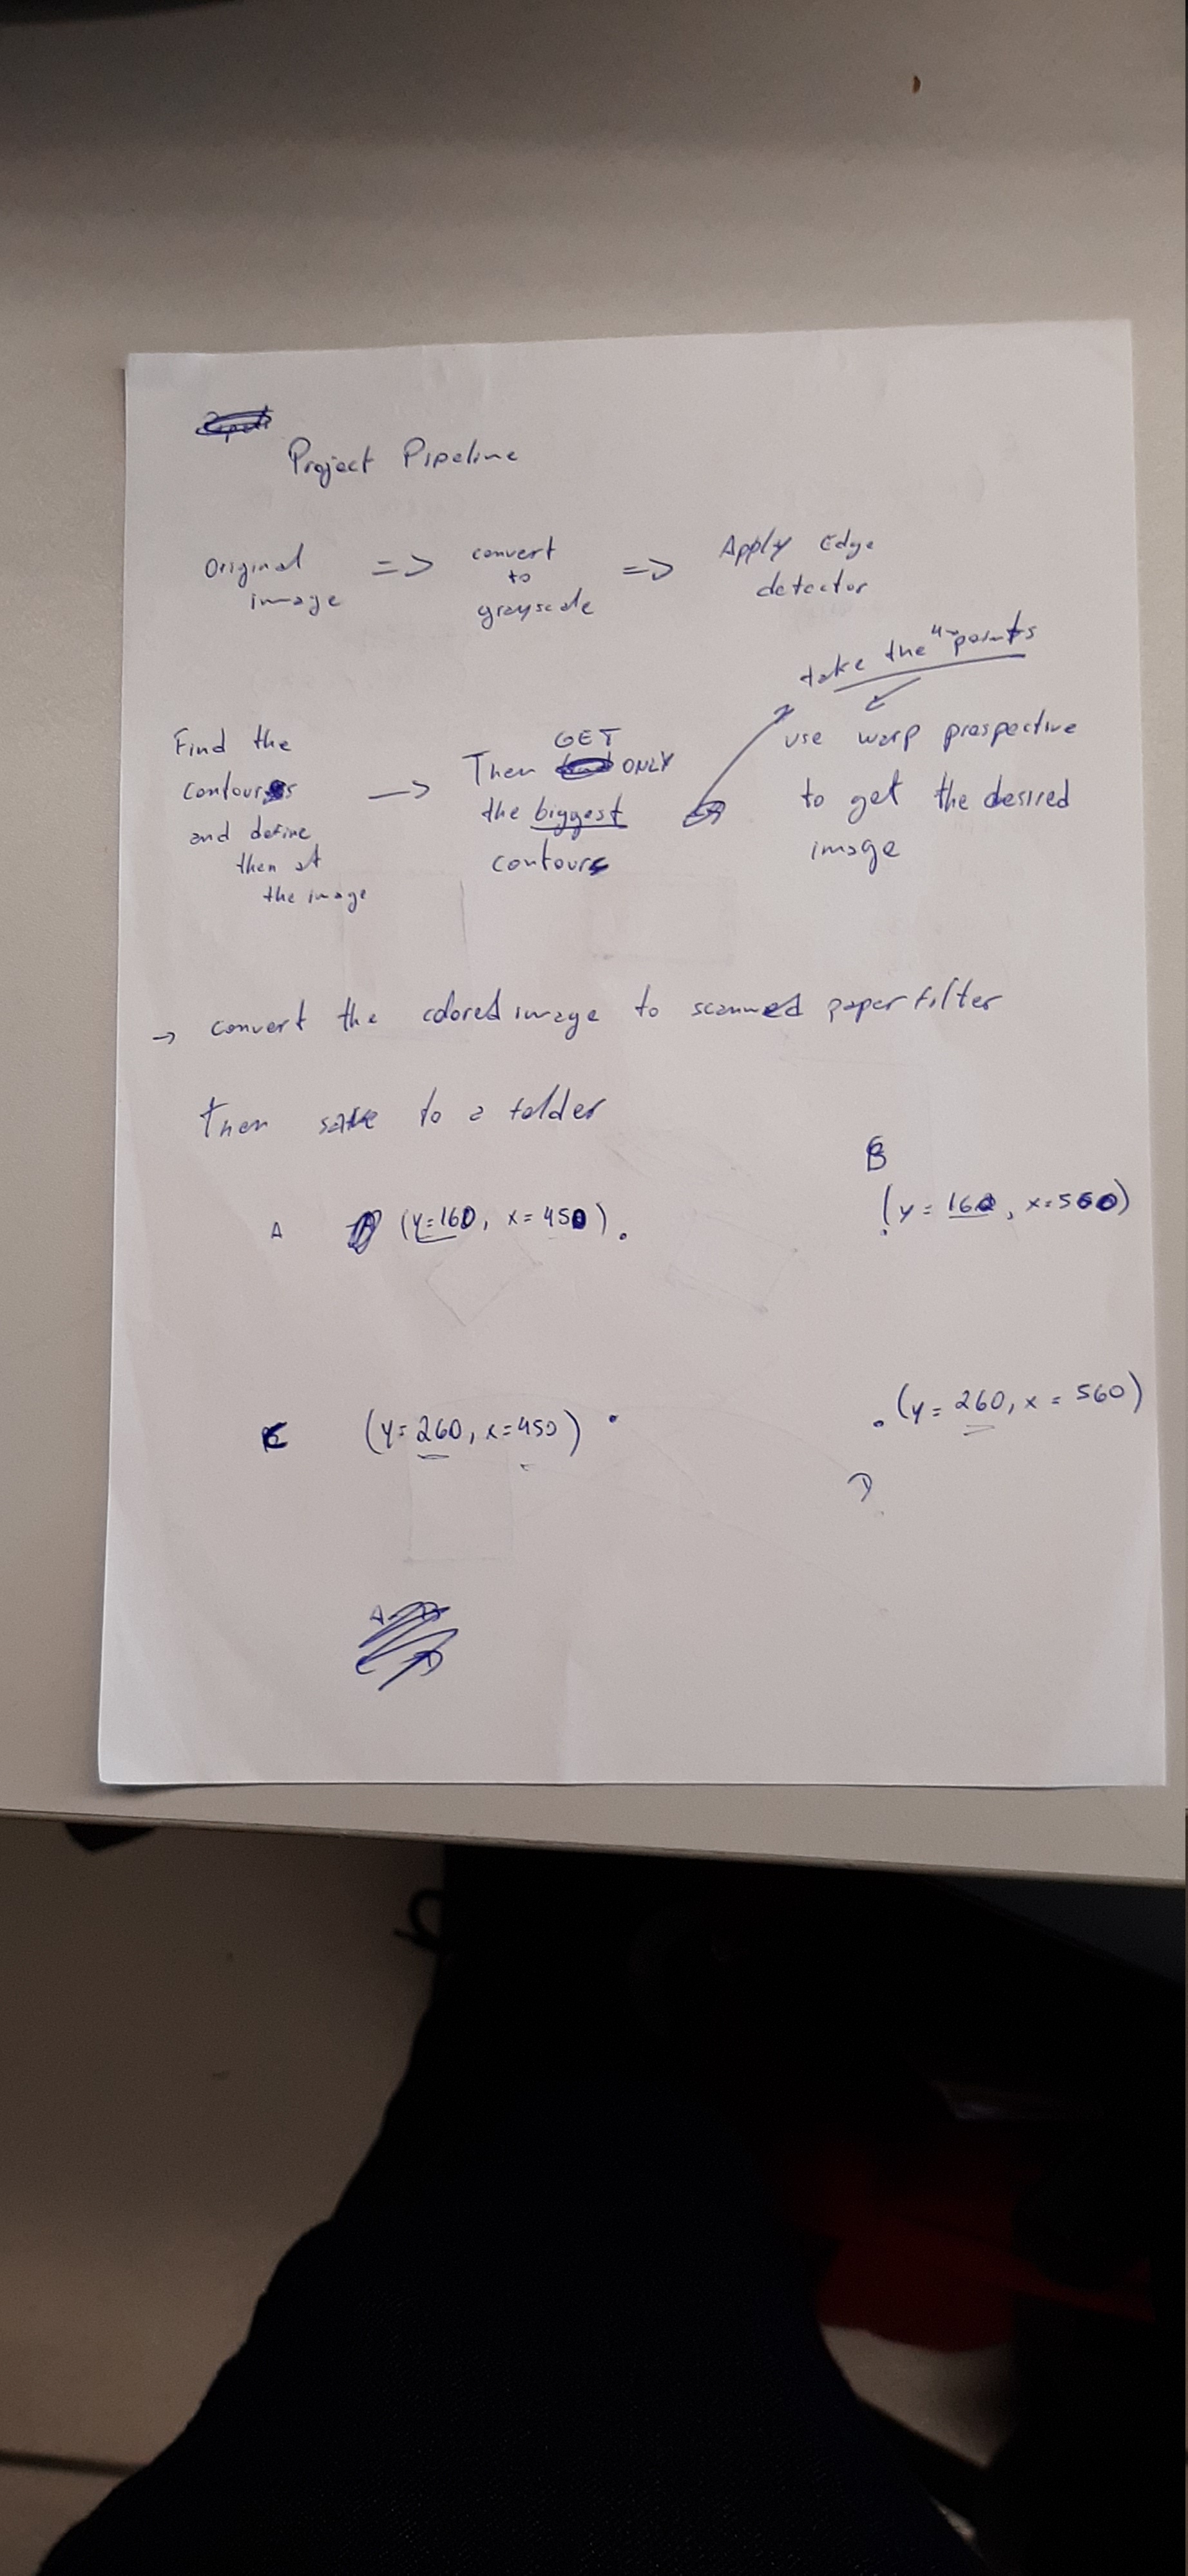 Project Pipeline
Original => convert => Apply Edge
image to detector
grayscale
take the 4 points
Find the GET use warp prospective
contours -> Then ONLY to get the desired
and define the biggest image
then at contours
the image
-> convert the colored image to scanned paper filter
then save to a folder
B
A (y=160, x=450) . . (y=160, x=560)
C (y=260, x=450) . . (y=260, x=560)
D